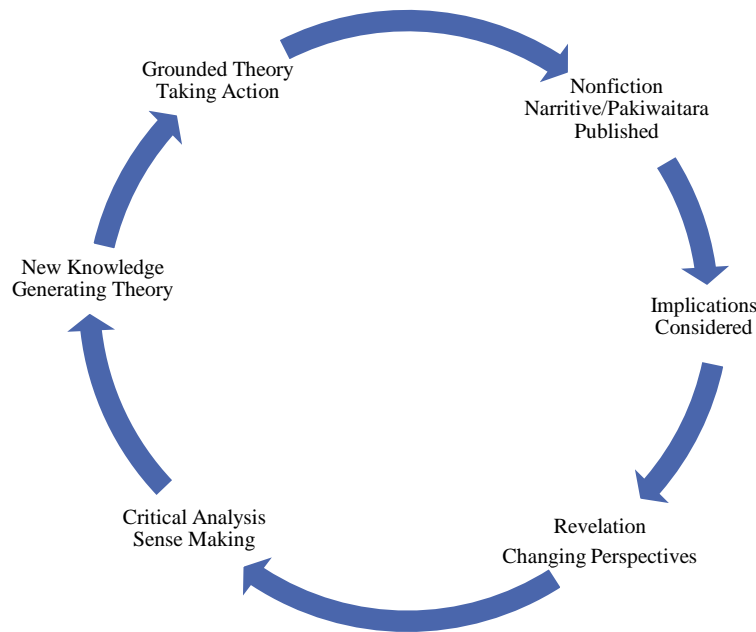 Grounded Theory
Taking Action
Nonfiction
Narritive/Pakiwaitara
Published
Implications
Considered
Revelation
Changing Perspectives
Critical Analysis
Sense Making
New Knowledge
Generating Theory